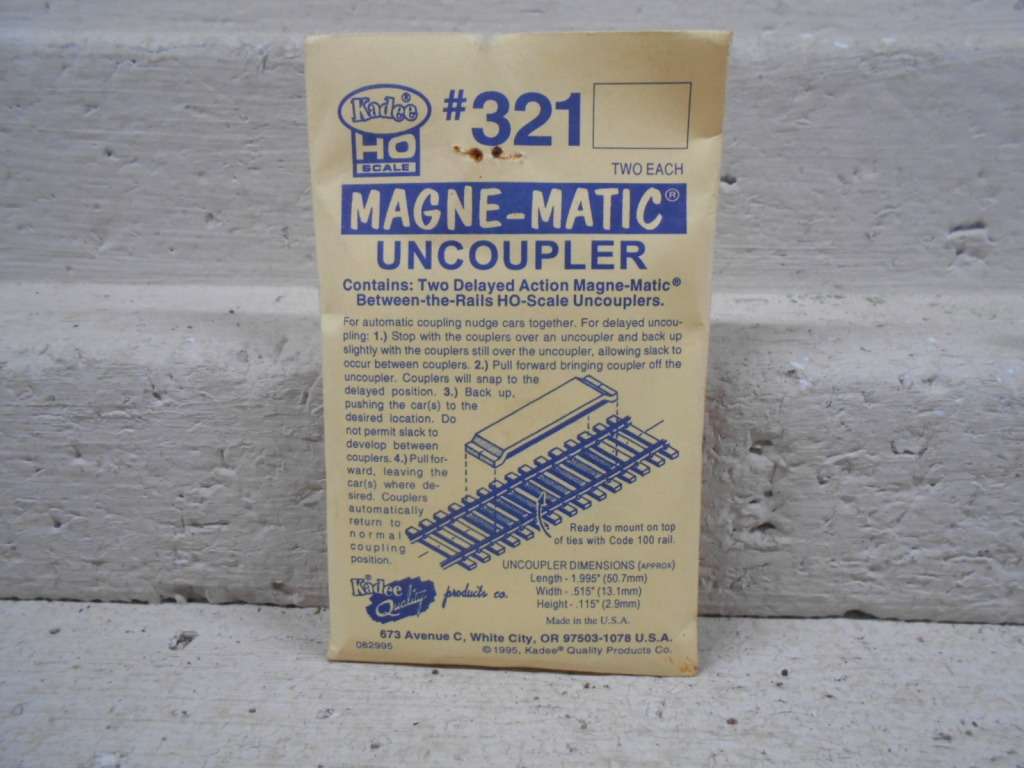 Kadee®
HO
SCALE
#321
TWO EACH
MAGNE-MATIC®
UNCOUPLER
Contains: Two Delayed Action Magne-Matic®
Between-the-Rails HO-Scale Uncouplers.
For automatic coupling nudge cars together. For delayed uncou-
pling: 1.) Stop with the couplers over an uncoupler and back up
slightly with the couplers still over the uncoupler, allowing slack to
occur between couplers. 2.) Pull forward bringing coupler off the
uncoupler. Couplers will snap to the
delayed position. 3.) Back up,
pushing the car(s) to the
desired location. Do
not permit slack to
develop between
couplers. 4.) Pull for-
ward, leaving the
car(s) where de-
sired. Couplers
automatically
return to
normal
coupling
position.
Ready to mount on top
of ties with Code 100 rail.
UNCOUPLER DIMENSIONS (APPROX)
Length - 1.995" (50.7mm)
Width - .515" (13.1mm)
Height - .115" (2.9mm)
Made in the U.S.A.
Kadee
Quality
products co.
673 Avenue C, White City, OR 97503-1078 U.S.A.
082995
©1995, Kadee® Quality Products Co.